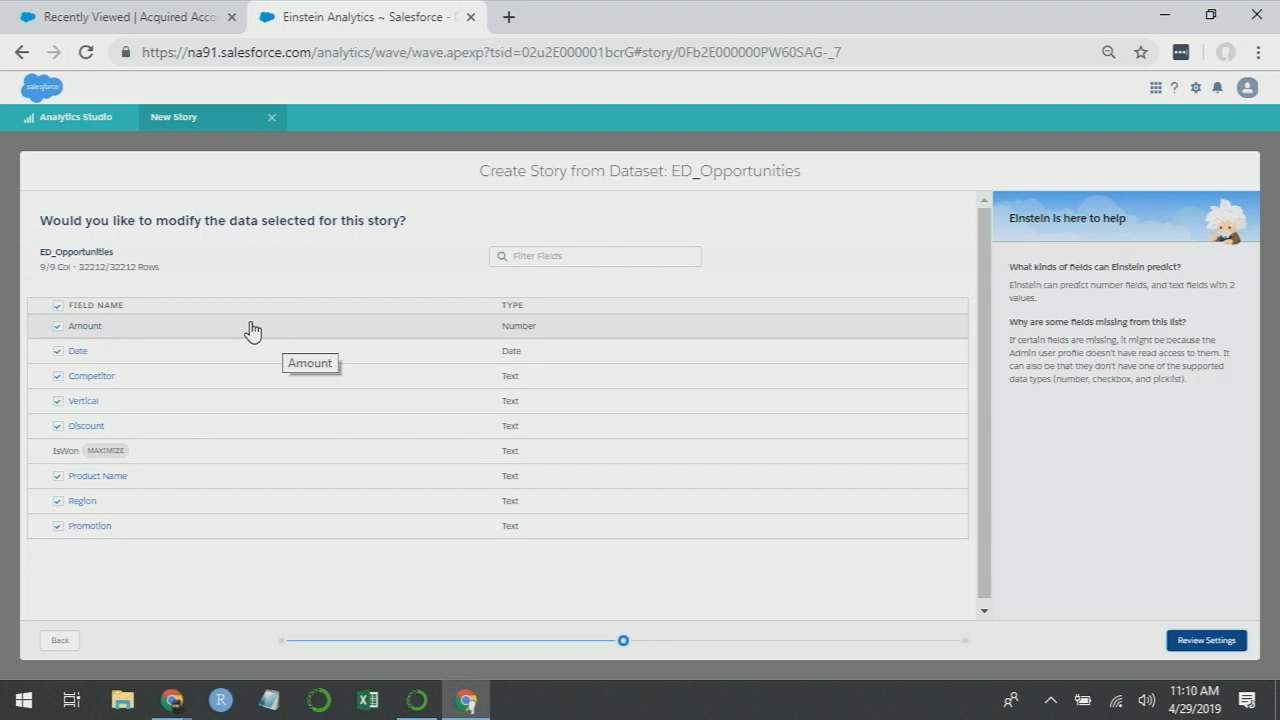 Recently Viewed | Acquired Acco
Einstein Analytics ~ Salesforce -
https://na91.salesforce.com/analytics/wave/wave.apexp?tsid=02u2E000001bcrG#story/0Fb2E000000PW60SAG-_7
salesforce
Analytics Studio
New Story
Create Story from Dataset: ED_Opportunities
Would you like to modify the data selected for this story?
ED_Opportunities
9/9 Col · 32212/32212 Rows
Filter Fields
FIELD NAME TYPE
Amount Number
Date Date
Amount
Competitor Text
Vertical Text
Discount Text
IsWon MAXIMIZE Text
Product Name Text
Region Text
Promotion Text
Einstein is here to help
What kinds of fields can Einstein predict?
Einstein can predict number fields, and text fields with 2
values.
Why are some fields missing from this list?
If certain fields are missing, it might be because the
Admin user profile doesn't have read access to them. It
can also be that they don't have one of the supported
data types (number, checkbox, and picklist).
Back
Review Settings
R
11:10 AM
4/29/2019